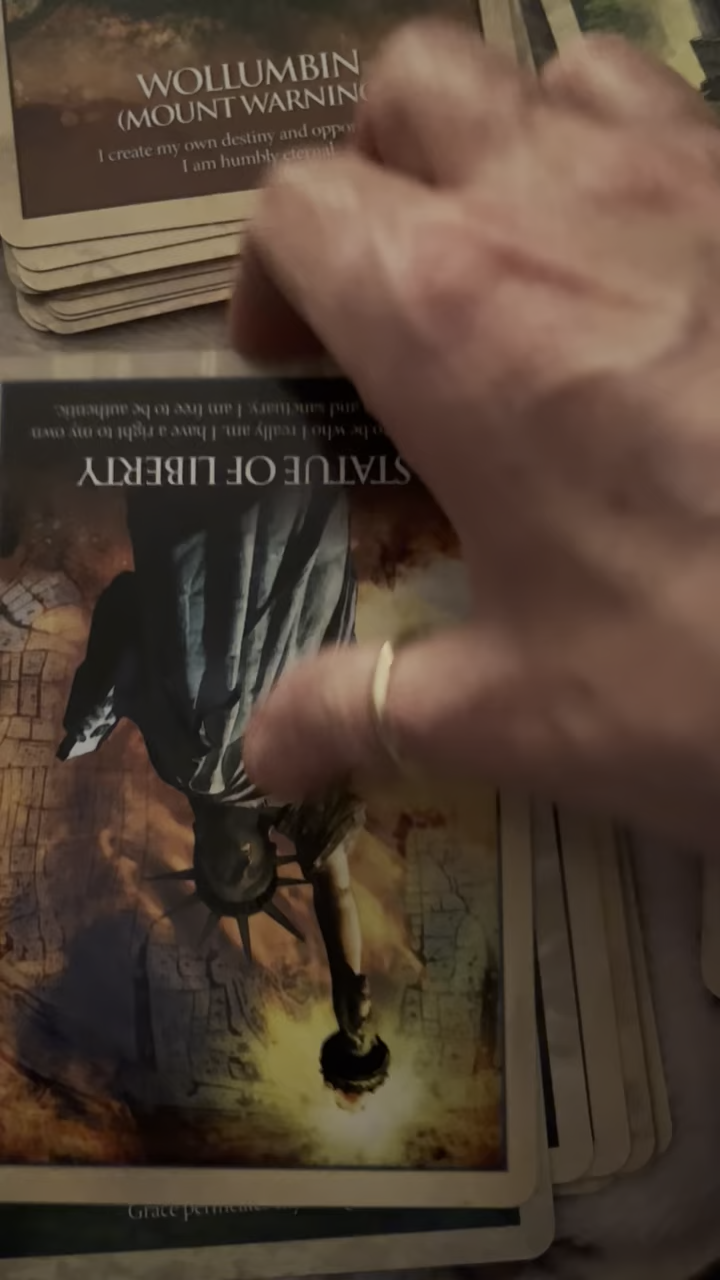 WOLLUMBIN
(MOUNT WARNING
I create my own destiny and oppor
I am humbly eternal
STATUE OF LIBERTY
to be who I really am. I have a right to my own
and sanctuary. I am free to be authentic.
Grace permeates